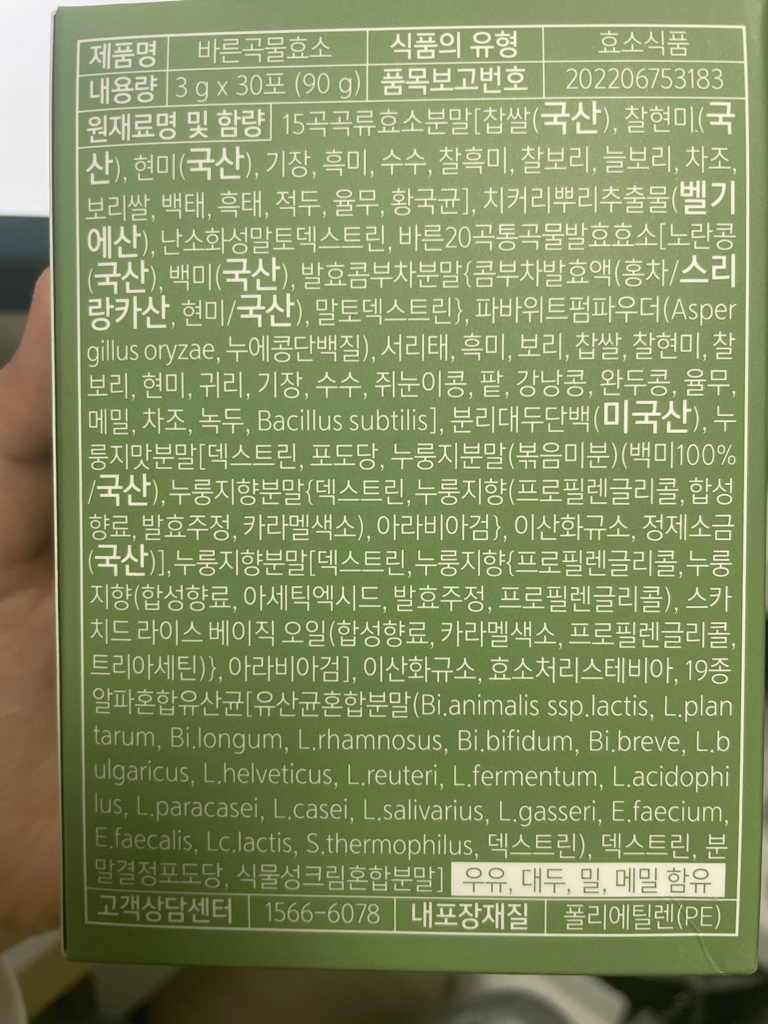 제품명 바른곡물효소 식품의 유형 효소식품
내용량 3 g x 30포 (90 g) 품목보고번호 202206753183
원재료명 및 함량 15곡곡류효소분말[찹쌀(국산), 찰현미(국
산), 현미(국산), 기장, 흑미, 수수, 찰흑미, 찰보리, 늘보리, 차조,
보리쌀, 백태, 흑태, 적두, 율무, 황국균], 치커리뿌리추출물(벨기
에산), 난소화성말토덱스트린, 바른20곡통곡물발효효소[노란콩
(국산), 백미(국산), 발효콤부차분말{콤부차발효액(홍차/스리
랑카산, 현미/국산), 말토덱스트린}, 파바위트펌파우더(Asper
gillus oryzae, 누에콩단백질), 서리태, 흑미, 보리, 찹쌀, 찰현미, 찰
보리, 현미, 귀리, 기장, 수수, 쥐눈이콩, 팥, 강낭콩, 완두콩, 율무,
메밀, 차조, 녹두, Bacillus subtilis], 분리대두단백(미국산), 누
룽지맛분말[덱스트린, 포도당, 누룽지분말(볶음미분)(백미100%
/국산), 누룽지향분말{덱스트린, 누룽지향(프로필렌글리콜, 합성
향료, 발효주정, 카라멜색소), 아라비아검}, 이산화규소, 정제소금
(국산)], 누룽지향분말[덱스트린, 누룽지향{프로필렌글리콜, 누룽
지향(합성향료, 아세틱엑시드, 발효주정, 프로필렌글리콜), 스카
치드 라이스 베이직 오일(합성향료, 카라멜색소, 프로필렌글리콜,
트리아세틴)}, 아라비아검], 이산화규소, 효소처리스테비아, 19종
알파혼합유산균[유산균혼합분말(Bi.animalis ssp.lactis, L.plan
tarum, Bi.longum, L.rhamnosus, Bi.bifidum, Bi.breve, L.b
ulgaricus, L.helveticus, L.reuteri, L.fermentum, L.acidophi
lus, L.paracasei, L.casei, L.salivarius, L.gasseri, E.faecium,
E.faecalis, Lc.lactis, S.thermophilus, 덱스트린), 덱스트린, 분
말결정포도당, 식물성크림혼합분말] 우유, 대두, 밀, 메밀 함유
고객상담센터 1566-6078 내포장재질 폴리에틸렌(PE)